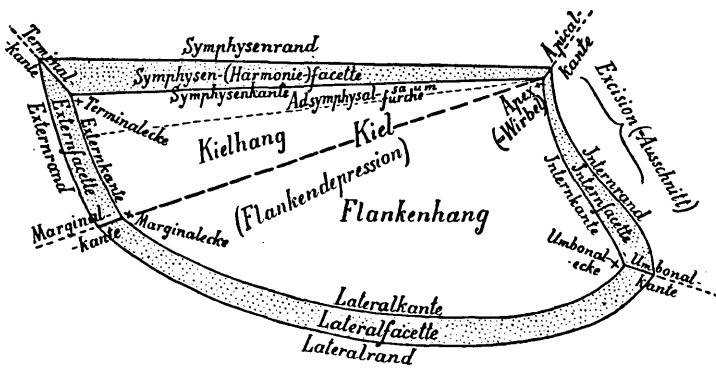 Symphysenrand
Symphysen-(Harmonie-)facette
Symphysenkante
Adsymphysal-furche
saum
Terminal
-kante
Terminalecke
Apical-
kante
Apex
(-Wirbel)
Excision(-Ausschnitt)
Externrand
Externfacette
Externkante
Kielhang
Kiel
(Flankendepression)
Flankenhang
Internrand
Internfacette
Internkante
Marginal
-kante
Marginalecke
Umbonal
-ecke
Umbonal-
kante
Lateralkante
Lateralfacette
Lateralrand